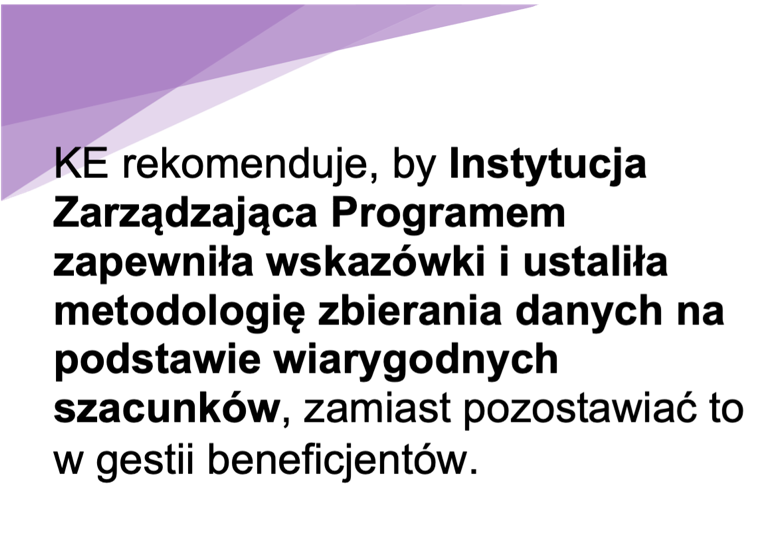 KE rekomenduje, by Instytucja
Zarządzająca Programem
zapewniła wskazówki i ustaliła
metodologię zbierania danych na
podstawie wiarygodnych
szacunków, zamiast pozostawiać to
w gestii beneficjentów.